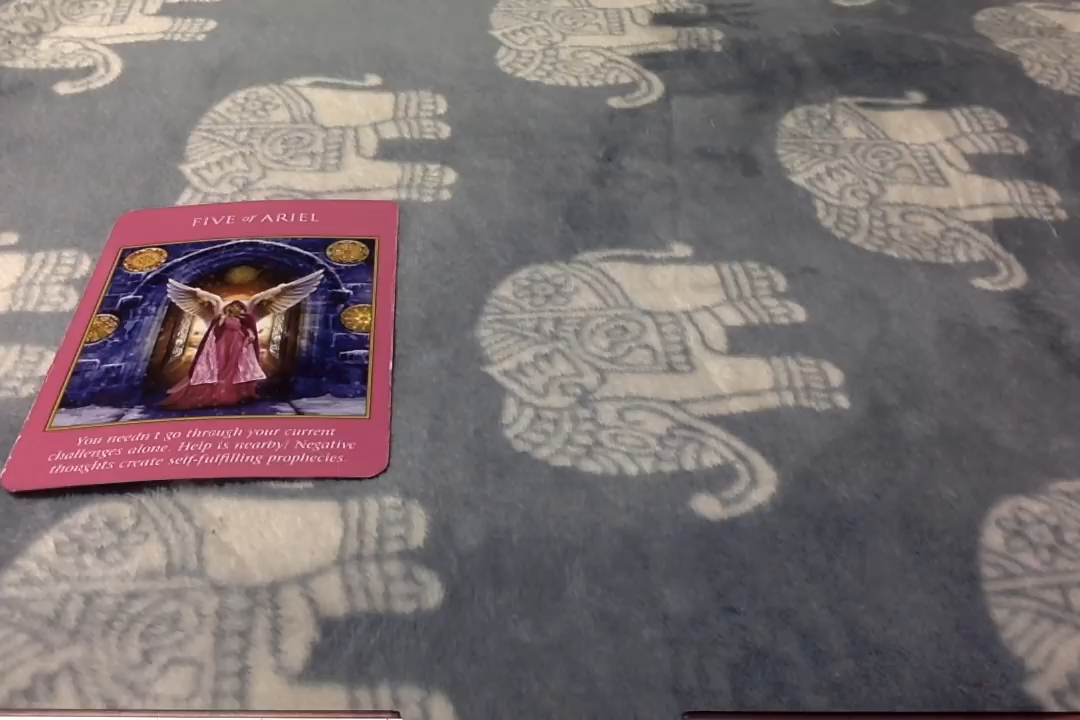 FIVE of ARIEL
You needn't go through your current
challenges alone. Help is nearby! Negative
thoughts create self-fulfilling prophecies.